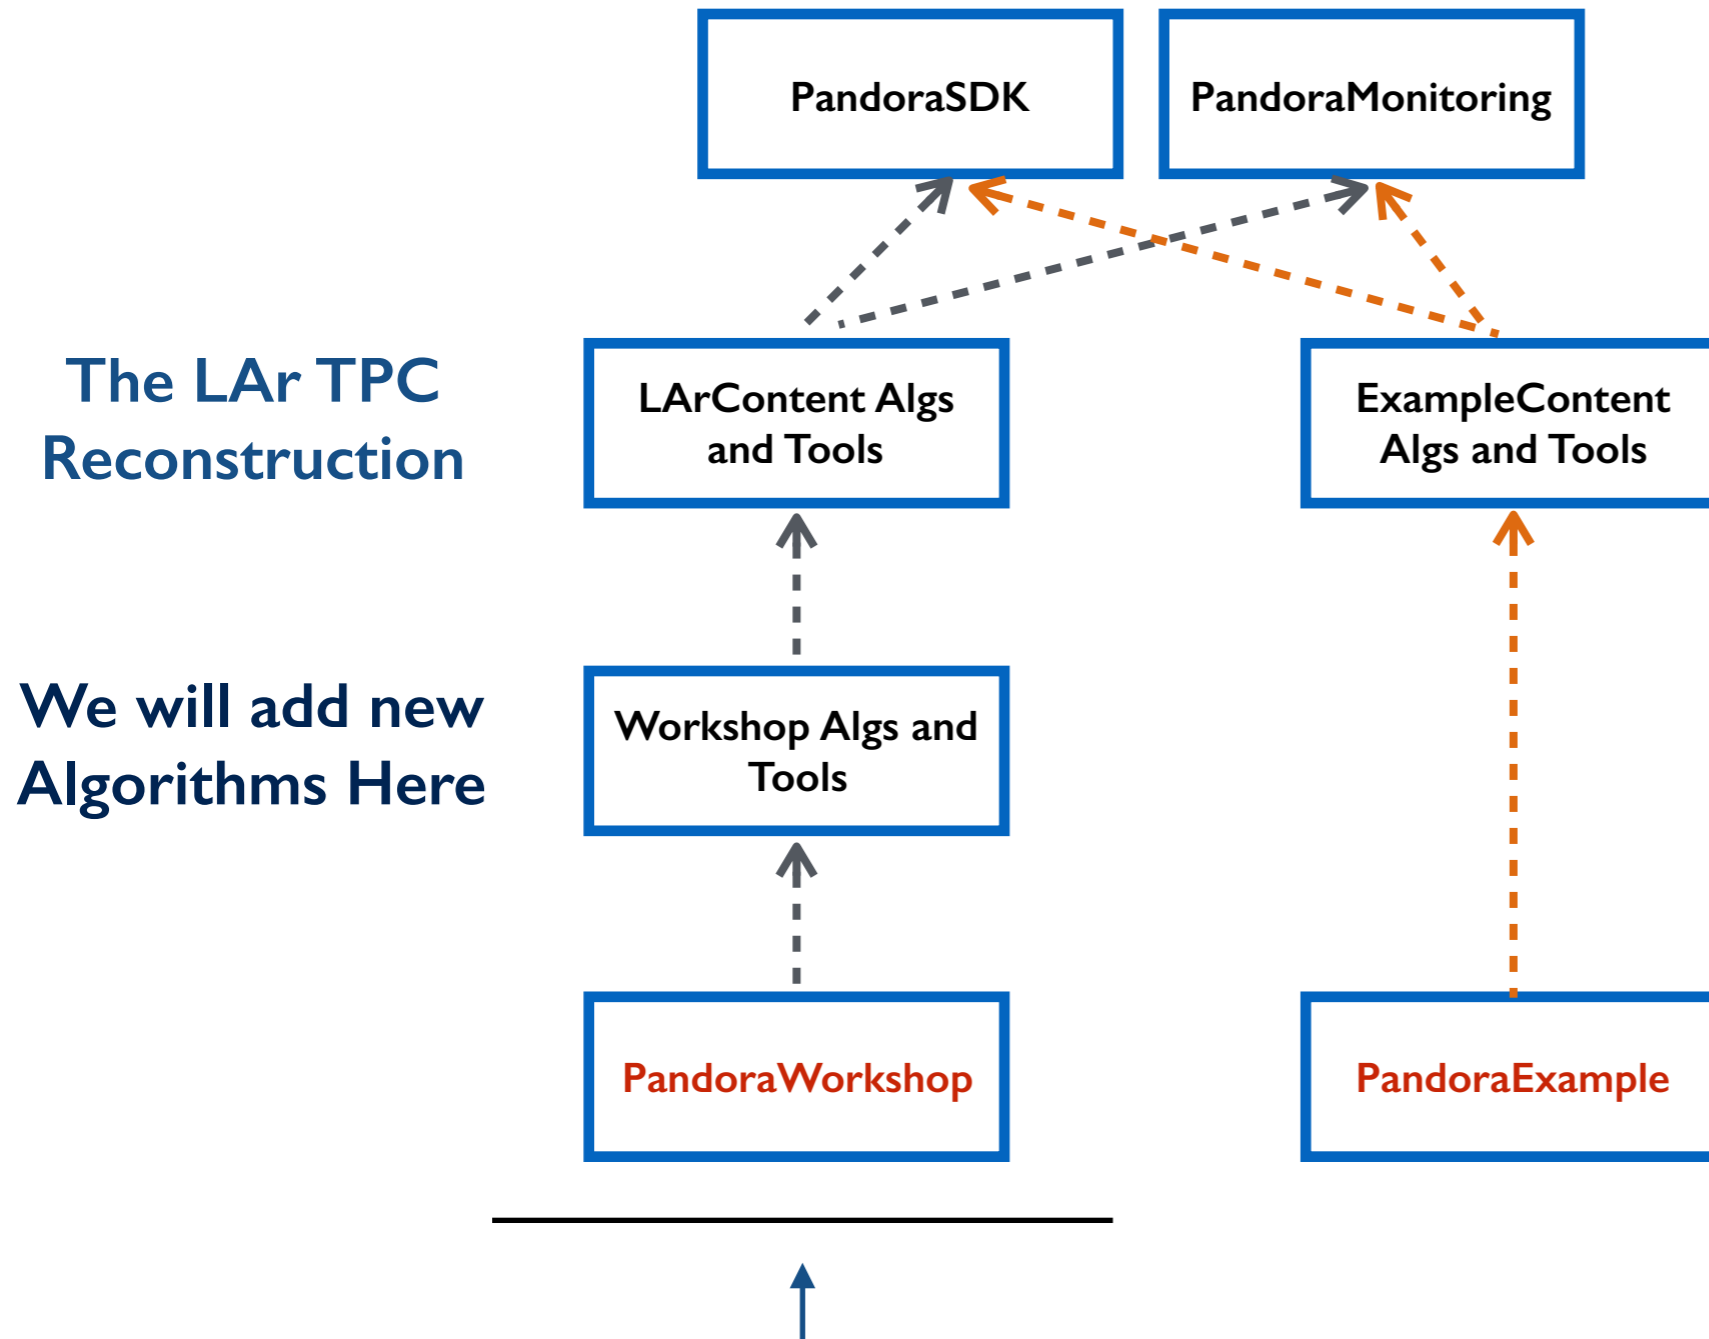 PandoraSDK
PandoraMonitoring
The LAr TPC
Reconstruction
LArContent Algs
and Tools
ExampleContent
Algs and Tools
We will add new
Algorithms Here
Workshop Algs and
Tools
PandoraWorkshop
PandoraExample